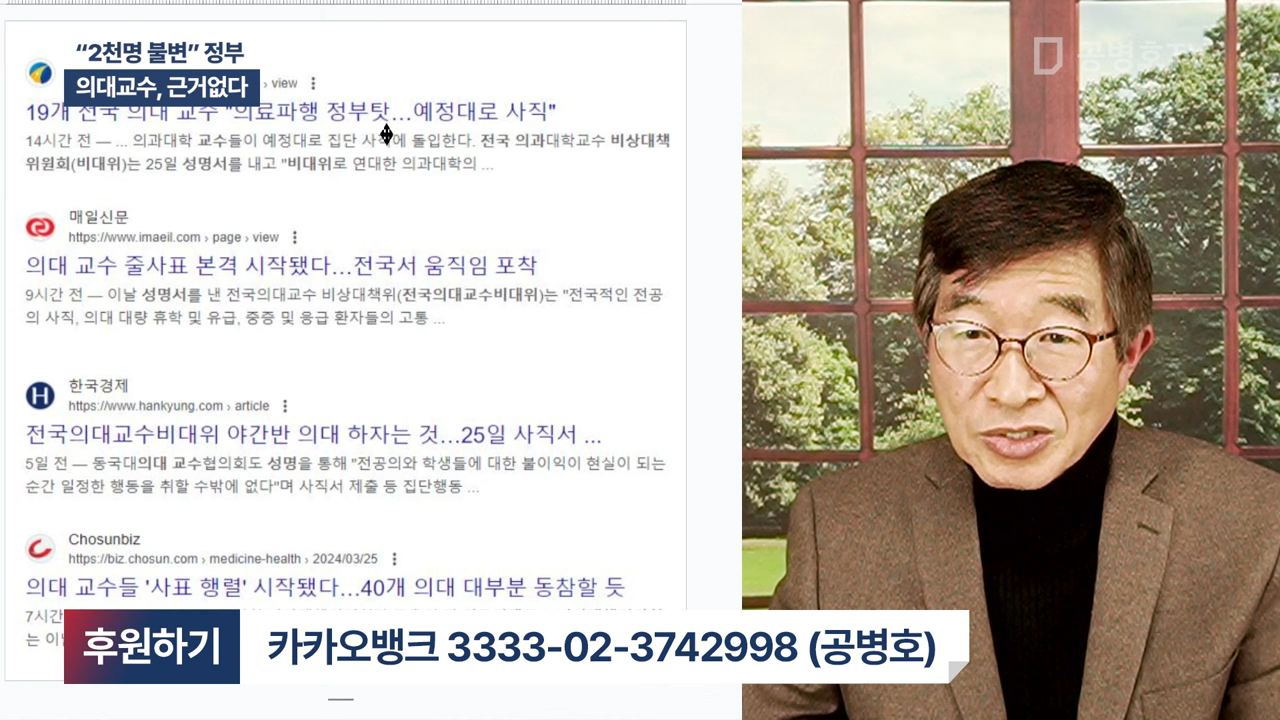 “2천명 불변” 정부
의대교수, 근거없다
› view
19개 전국 의대 교수 "의료파행 정부탓...예정대로 사직"
14시간 전 — ... 의과대학 교수들이 예정대로 집단 사직에 돌입한다. 전국 의과대학교수 비상대책
위원회(비대위)는 25일 성명서를 내고 "비대위로 연대한 의과대학의 ...
매일신문
https://www.imaeil.com › page › view
의대 교수 줄사표 본격 시작됐다...전국서 움직임 포착
9시간 전 — 이날 성명서를 낸 전국의대교수 비상대책위(전국의대교수비대위)는 "전국적인 전공
의 사직, 의대 대량 휴학 및 유급, 중증 및 응급 환자들의 고통 ...
한국경제
https://www.hankyung.com › article
전국의대교수비대위 야간반 의대 하자는 것...25일 사직서 ...
5일 전 — 동국대의대 교수협의회도 성명을 통해 "전공의와 학생들에 대한 불이익이 현실이 되는
순간 일정한 행동을 취할 수밖에 없다"며 사직서 제출 등 집단행동 ...
Chosunbiz
https://biz.chosun.com › medicine-health › 2024/03/25
의대 교수들 '사표 행렬' 시작됐다...40개 의대 대부분 동참할 듯
7시간
는 이날
후원하기 카카오뱅크 3333-02-3742998 (공병호)
공병호TV